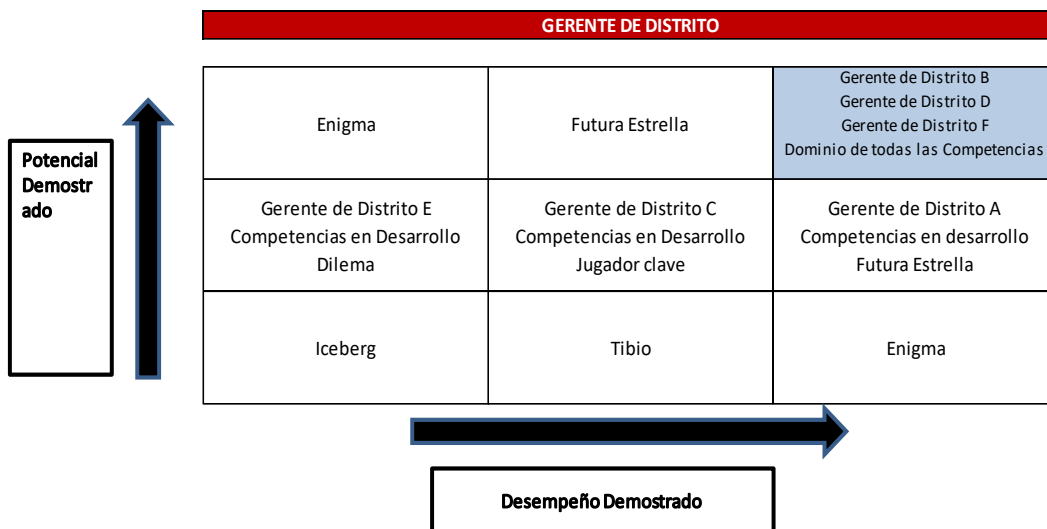 GERENTE DE DISTRITO
Potencial
Demostr
ado
Enigma
Futura Estrella
Gerente de Distrito B
Gerente de Distrito D
Gerente de Distrito F
Dominio de todas las Competencias
Gerente de Distrito E
Competencias en Desarrollo
Dilema
Gerente de Distrito C
Competencias en Desarrollo
Jugador clave
Gerente de Distrito A
Competencias en desarrollo
Futura Estrella
Iceberg
Tibio
Enigma
Desempeño Demostrado